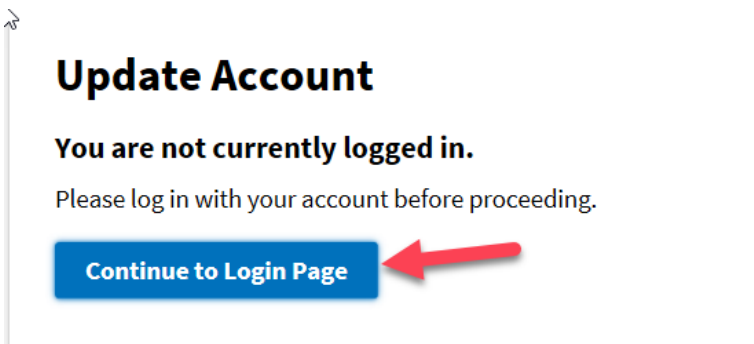 Update Account
You are not currently logged in.
Please log in with your account before proceeding.
Continue to Login Page